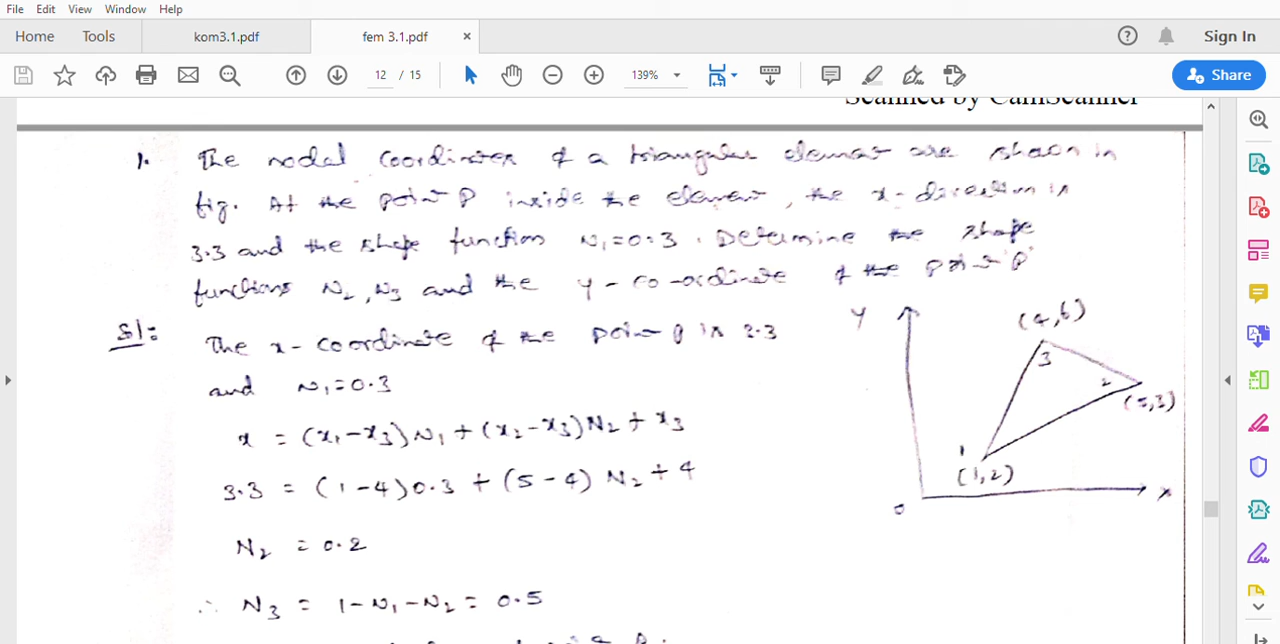 File Edit View Window Help
Home Tools kom3.1.pdf fem 3.1.pdf × Sign In
12 / 15 139% Share
Scanned by CamScanner
1. The nodal coordinates of a triangular element are shown in
fig. At the point P inside the element, the x-direction is
3.3 and the shape function N₁=0.3. Determine the shape
functions N₂, N₃ and the y-co-ordinate of the point 'P'
Sol:
The x-coordinate of the point P is 3.3
and N₁=0.3
x = (x₁-x₃)N₁ + (x₂-x₃)N₂ + x₃
3.3 = (1-4)0.3 + (5-4) N₂ + 4
N₂ = 0.2
∴ N₃ = 1-N₁-N₂ = 0.5
Y
(4,6)
3
2
(5,3)
1
(1,2)
0
x